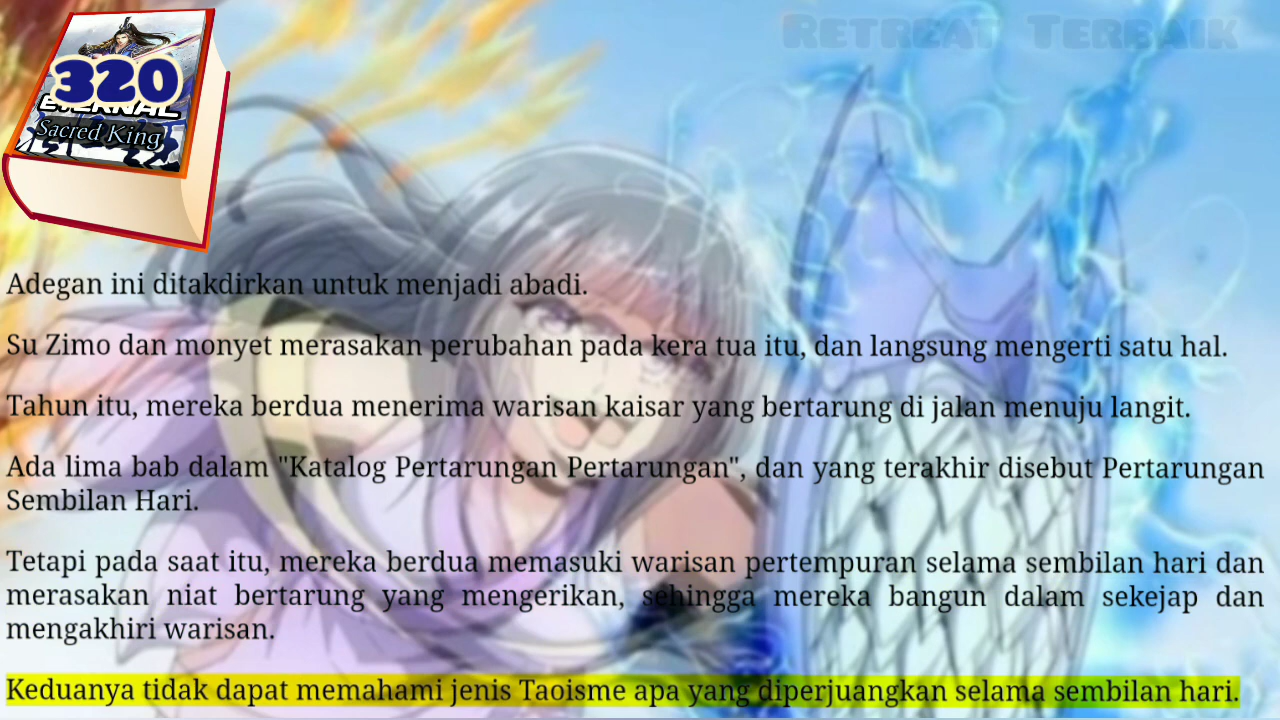 Retreat Terbaik
320
ETERNAL
Sacred King
Adegan ini ditakdirkan untuk menjadi abadi.
Su Zimo dan monyet merasakan perubahan pada kera tua itu, dan langsung mengerti satu hal.
Tahun itu, mereka berdua menerima warisan kaisar yang bertarung di jalan menuju langit.
Ada lima bab dalam "Katalog Pertarungan Pertarungan", dan yang terakhir disebut Pertarungan
Sembilan Hari.
Tetapi pada saat itu, mereka berdua memasuki warisan pertempuran selama sembilan hari dan
merasakan niat bertarung yang mengerikan, sehingga mereka bangun dalam sekejap dan
mengakhiri warisan.
Keduanya tidak dapat memahami jenis Taoisme apa yang diperjuangkan selama sembilan hari.